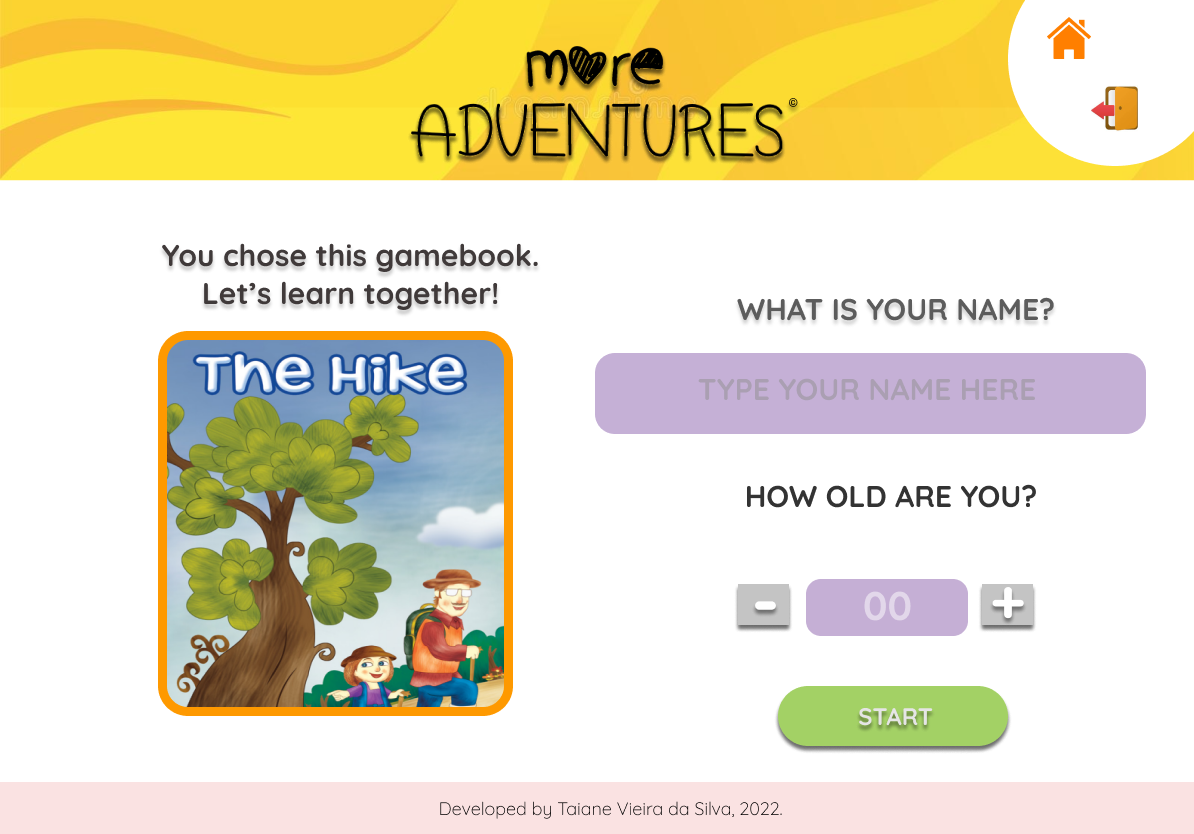 more
ADVENTURES©
You chose this gamebook.
Let's learn together!
The Hike
WHAT IS YOUR NAME?
TYPE YOUR NAME HERE
HOW OLD ARE YOU?
- 00 +
START
Developed by Taiane Vieira da Silva, 2022.